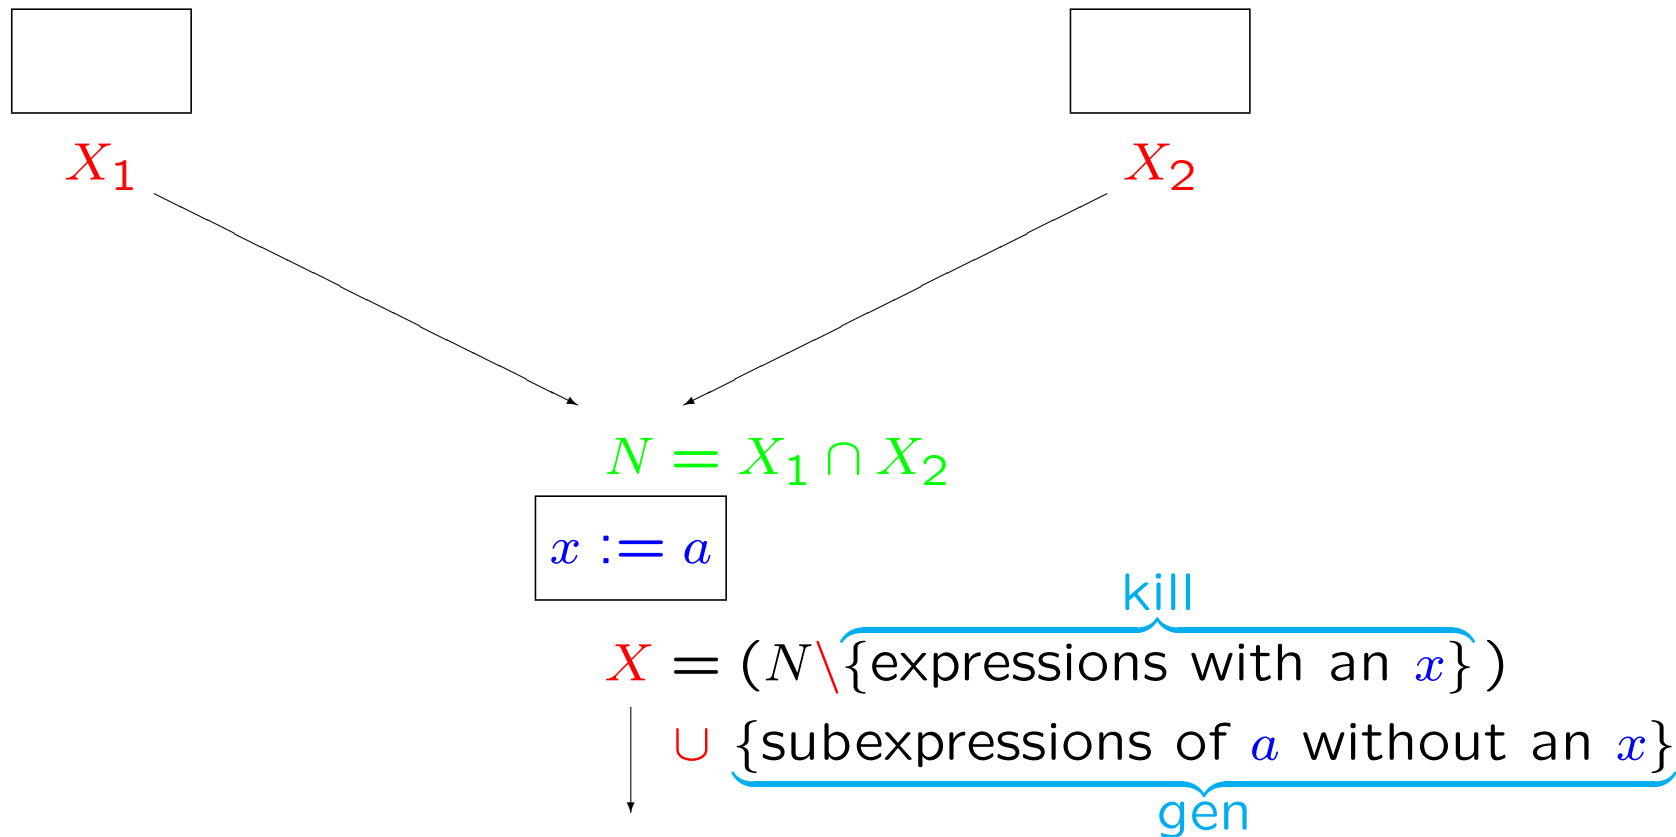 X₁ X₂
N = X₁ ∩ X₂
x := a
kill
X = (N\{expressions with an x} )
∪ {subexpressions of a without an x}
gen